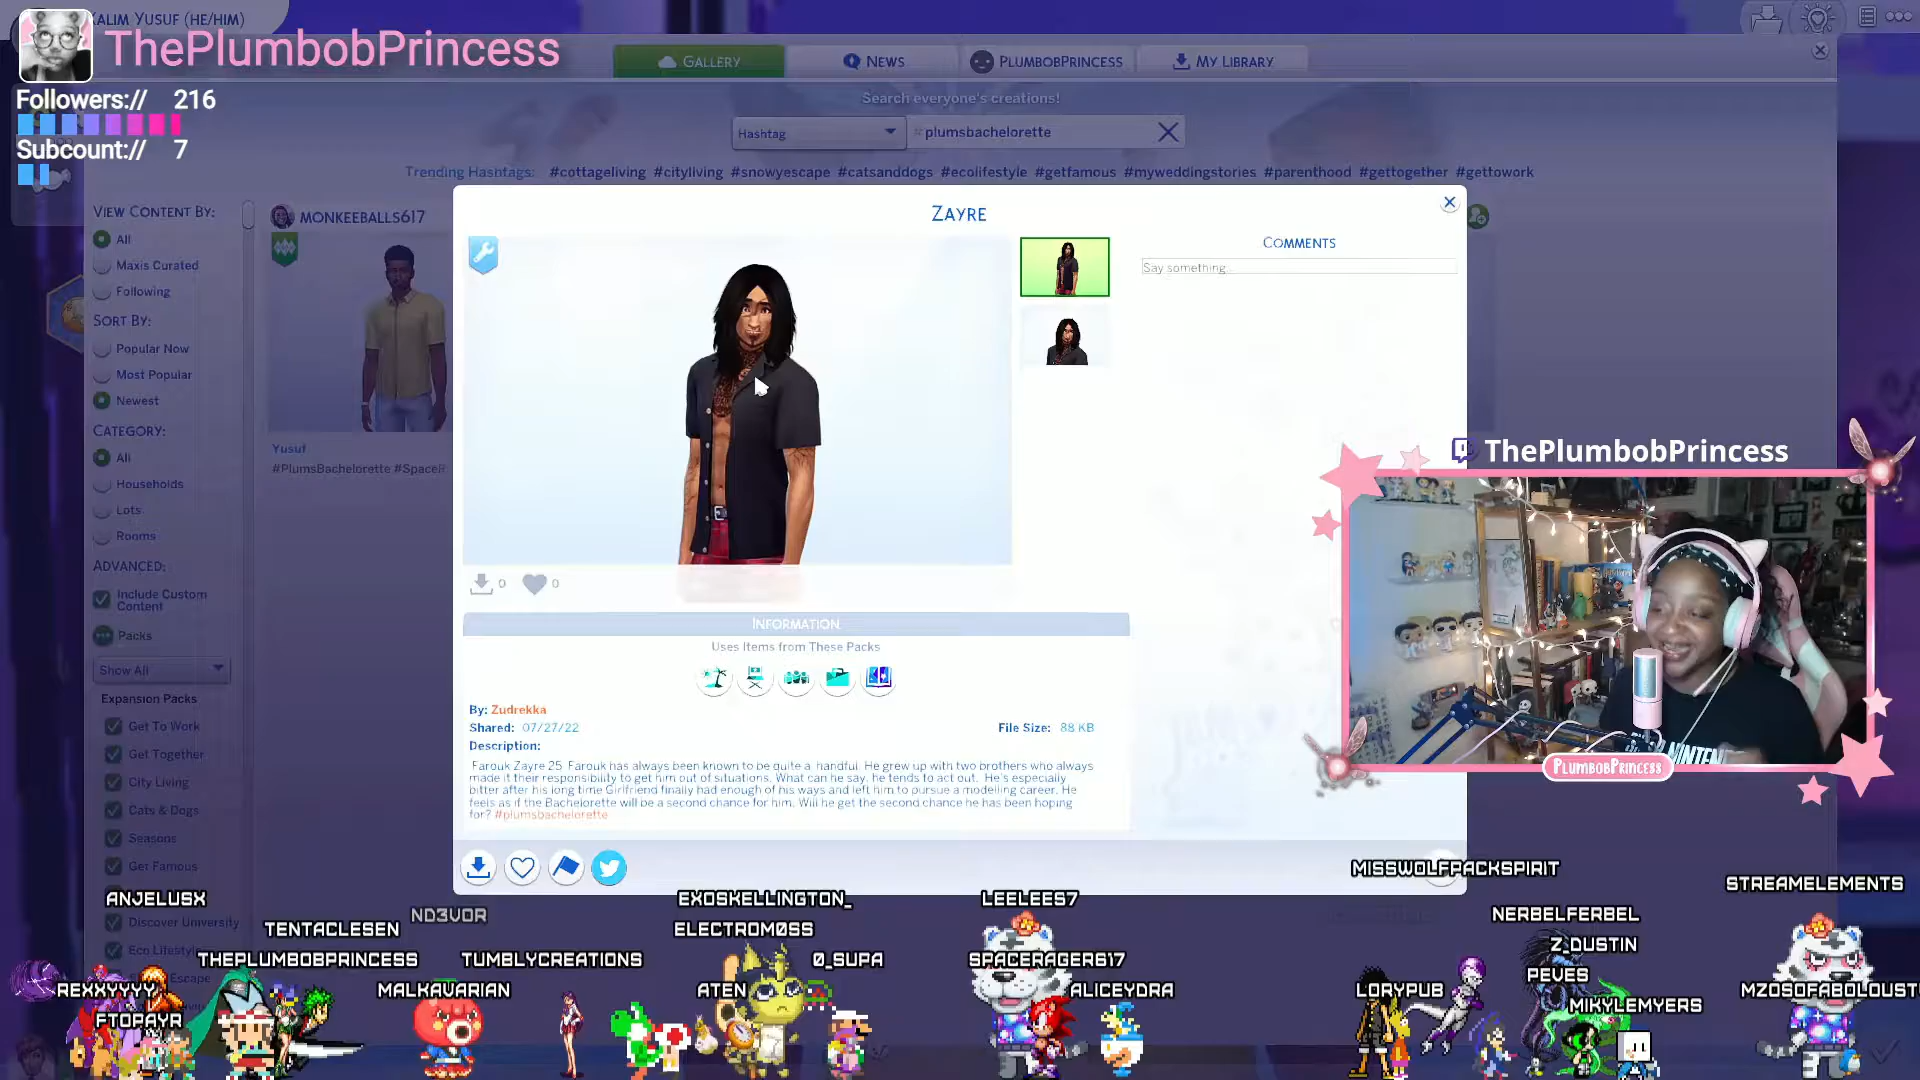 KALIM YUSUF (HE/HIM)
ThePlumbobPrincess
Followers:// 216
Subcount:// 7
GALLERY
NEWS
PLUMBOBPRINCESS
MY LIBRARY
Search everyone's creations!
Hashtag
# plumsbachelorette
Trending Hashtags: #cottageliving #cityliving #snowyescape #catsanddogs #ecolifestyle #getfamous #myweddingstories #parenthood #gettogether #gettowork
VIEW CONTENT BY:
All
Maxis Curated
Following
SORT BY:
Popular Now
Most Popular
Newest
CATEGORY:
All
Households
Lots
Rooms
ADVANCED:
Include Custom
Content
Packs
Show All
Expansion Packs
Get To Work
Get Together
City Living
Cats & Dogs
Seasons
Get Famous
Discover University
Eco Lifestyle
Escape
MONKEEBALLS617
Yusuf
#PlumsBachelorette #SpaceR
ZAYRE
COMMENTS
Say something...
0
0
INFORMATION
Uses Items from These Packs
By: Zudrekka
Shared: 07/27/22
File Size: 88 KB
Description:
Farouk Zayre 25 Farouk has always been known to be quite a handful. He grew up with two brothers who always
made it their responsibility to get him out of situations. What can he say, he tends to act out. He's especially
bitter after his long time Girlfriend finally had enough of his ways and left him to pursue a modelling career. He
feels as if the Bachelorette will be a second chance for him. Will he get the second chance he has been hoping
for? #plumsbachelorette
ThePlumbobPrincess
NINTEN
PLUMBOBPRINCESS
MISSWOLFPACKSPIRIT
STREAMELEMENTS
ANJELUSX
ND3VOR
EXOSKELLINGTON_
LEELEES7
NERBELFERBEL
TENTACLESEN
ELECTROM0SS
Z_DUSTIN
THEPLUMBOBPRINCESS
TUMBLYCREATIONS
0_SUPA
SPACERAGER617
PEVES
REXXYYYY
MALKAVARIAN
ATEN
ALICEYDRA
LORYPUB
MIKYLEMYERS
MZOSOFABOLOUST
FTOPAYR